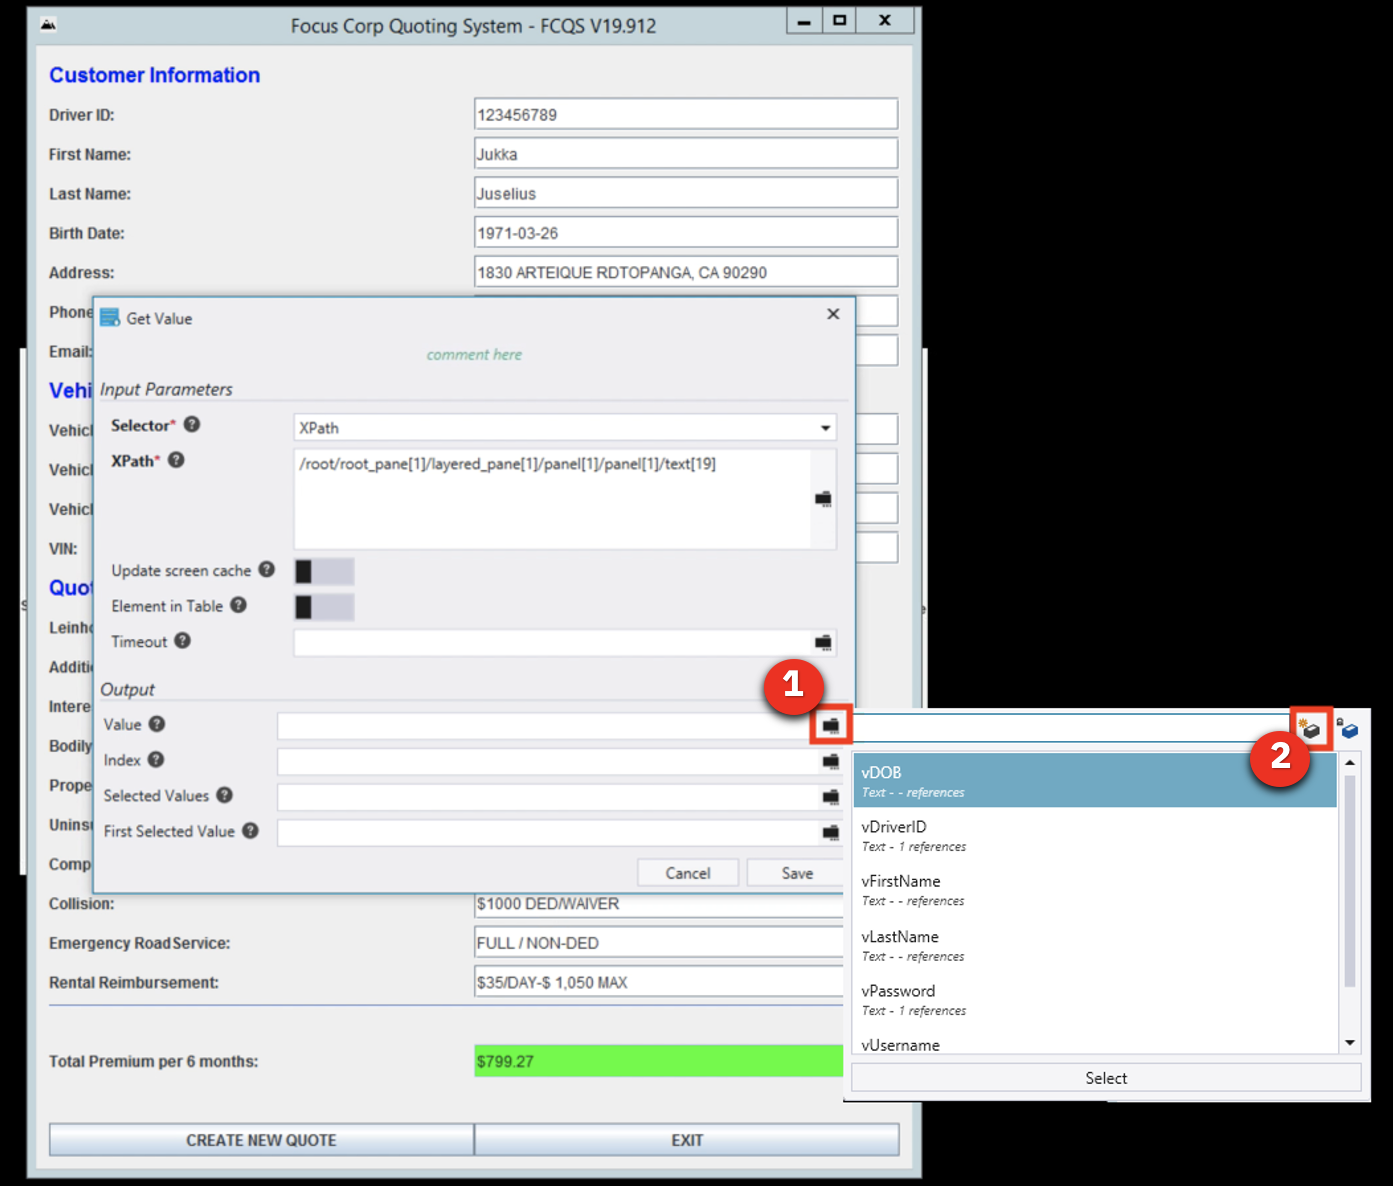 Focus Corp Quoting System - FCQS V19.912
Customer Information
Driver ID: 123456789
First Name: Jukka
Last Name: Juselius
Birth Date: 1971-03-26
Address: 1830 ARTEIQUE RDTOPANGA, CA 90290
Phone
Email:
Get Value
comment here
Vehi
Input Parameters
Vehicl
Selector* XPath
Vehicl
XPath* /root/root_pane[1]/layered_pane[1]/panel[1]/panel[1]/text[19]
Vehicl
VIN:
Update screen cache
Quot
Element in Table
Leinho
Timeout
Additi
Output
1
Intere
Value
2
Bodily
Index
Prope
Selected Values
Uninsu
First Selected Value
Comp
Cancel
Save
vDOB
Text - - references
vDriverID
Text - 1 references
vFirstName
Text - - references
vLastName
Text - - references
vPassword
Text - 1 references
vUsername
Select
Collision: $1000 DED/WAIVER
Emergency Road Service: FULL / NON-DED
Rental Reimbursement: $35/DAY-$ 1,050 MAX
Total Premium per 6 months: $799.27
CREATE NEW QUOTE
EXIT